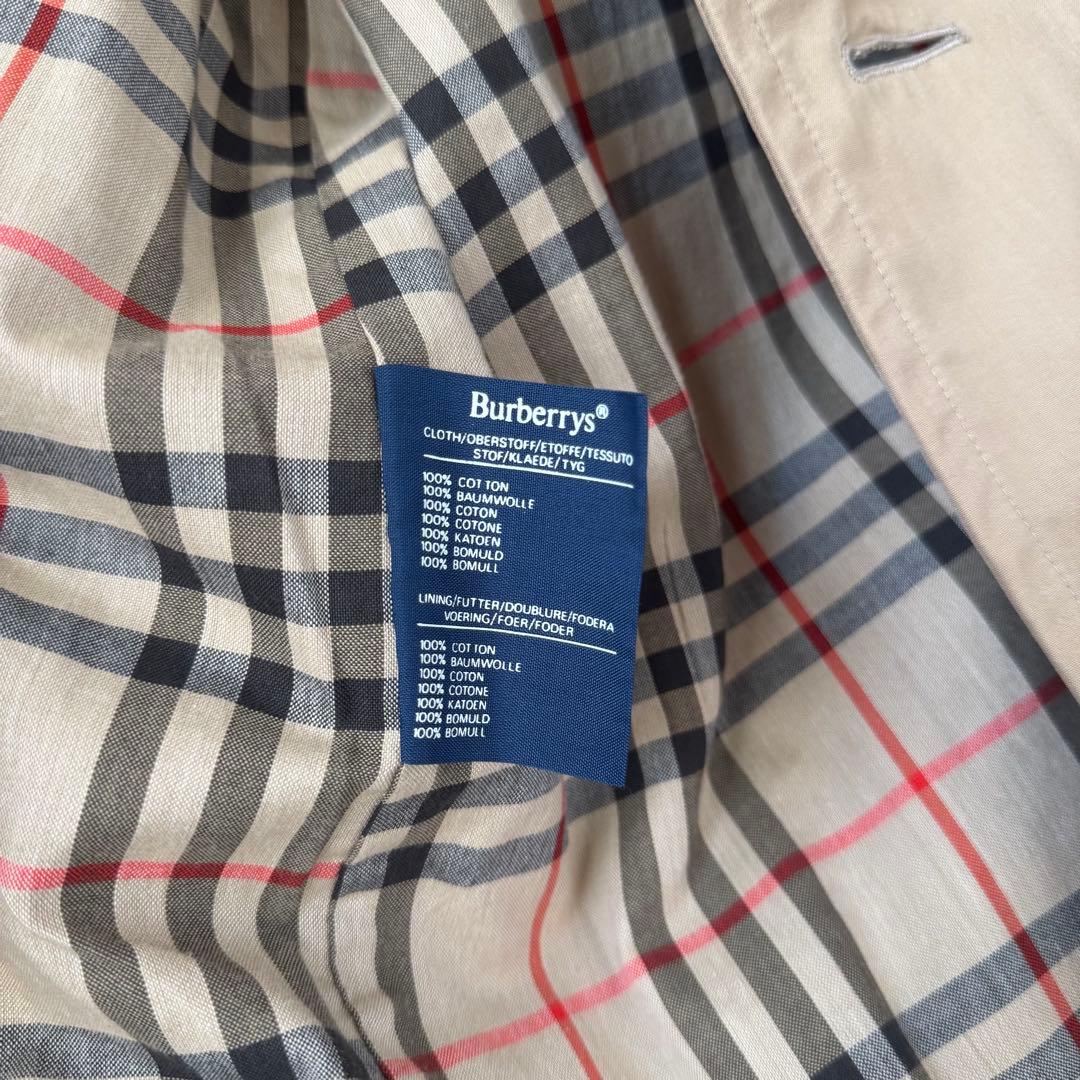 Burberrys®
CLOTH/OBERSTOFF/ETOFFE/TESSUTO
STOF/KLAEDE/TYG
100% COTTON
100% BAUMWOLLE
100% COTON
100% COTONE
100% KATOEN
100% BOMULD
100% BOMULL
LINING/FUTTER/DOUBLURE/FODERA
VOERING/FOER/FODER
100% COTTON
100% BAUMWOLLE
100% COTON
100% COTONE
100% KATOEN
100% BOMULD
100% BOMULL